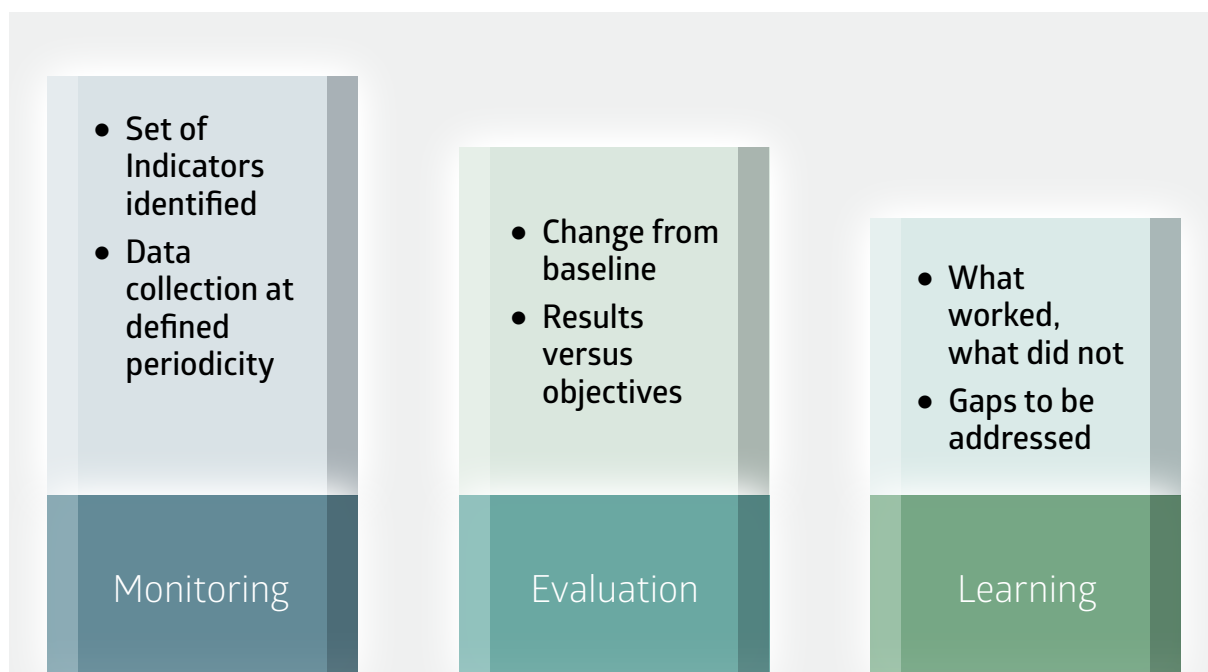 • Set of
Indicators
identified
• Data
collection at
defined
periodicity
Monitoring
• Change from
baseline
• Results
versus
objectives
Evaluation
• What
worked,
what did not
• Gaps to be
addressed
Learning